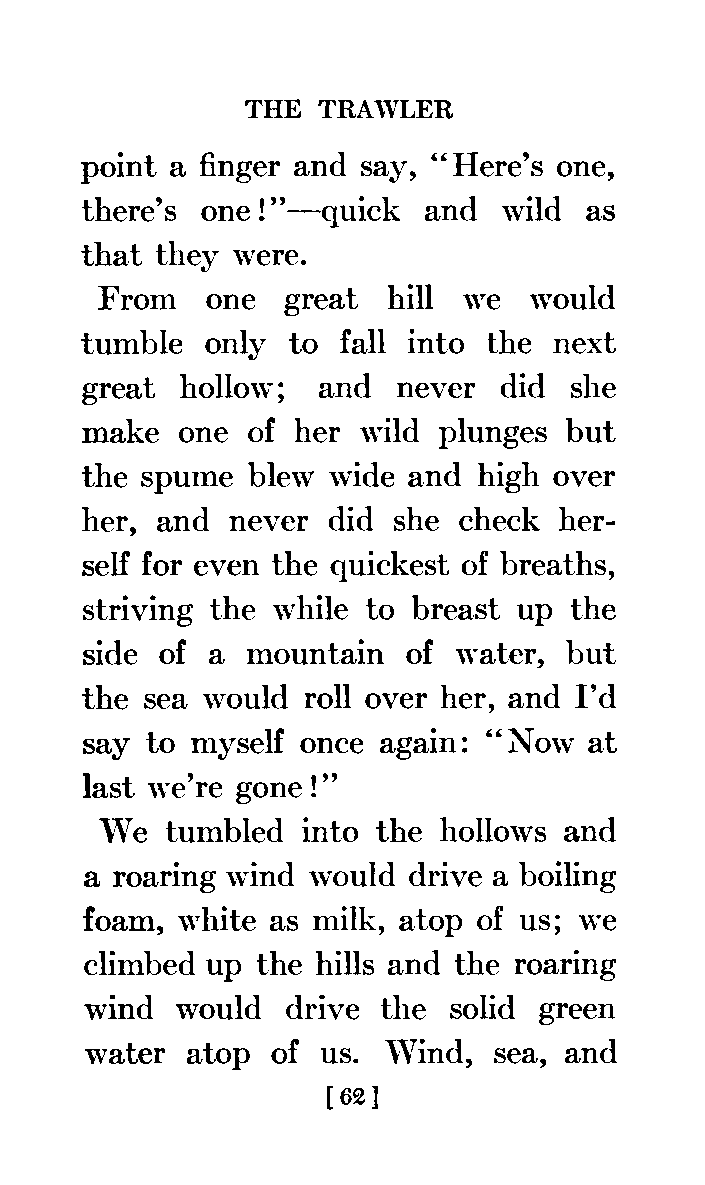 THE TRAWLER
point a finger and say, “Here’s one,
there’s one!”—quick and wild as
that they were.
From one great hill we would
tumble only to fall into the next
great hollow; and never did she
make one of her wild plunges but
the spume blew wide and high over
her, and never did she check her-
self for even the quickest of breaths,
striving the while to breast up the
side of a mountain of water, but
the sea would roll over her, and I’d
say to myself once again: “Now at
last we’re gone!”
We tumbled into the hollows and
a roaring wind would drive a boiling
foam, white as milk, atop of us; we
climbed up the hills and the roaring
wind would drive the solid green
water atop of us. Wind, sea, and
[62]